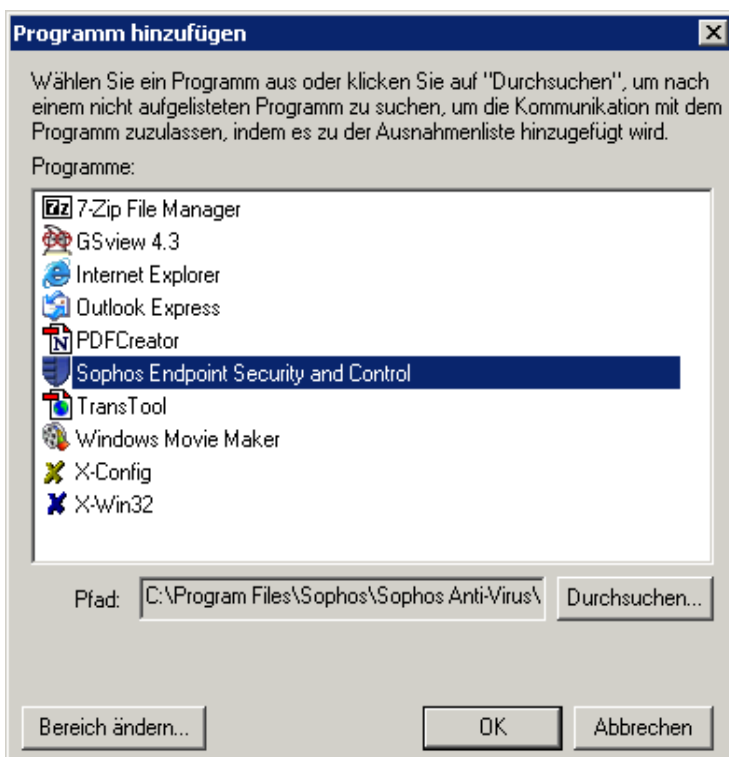 Programm hinzufügen
Wählen Sie ein Programm aus oder klicken Sie auf "Durchsuchen", um nach
einem nicht aufgelisteten Programm zu suchen, um die Kommunikation mit dem
Programm zuzulassen, indem es zu der Ausnahmenliste hinzugefügt wird.
Programme:
7-Zip File Manager
GSview 4.3
Internet Explorer
Outlook Express
PDFCreator
Sophos Endpoint Security and Control
TransTool
Windows Movie Maker
X-Config
X-Win32
Pfad: C:\Program Files\Sophos\Sophos Anti-Virus\ Durchsuchen...
Bereich ändern... OK Abbrechen